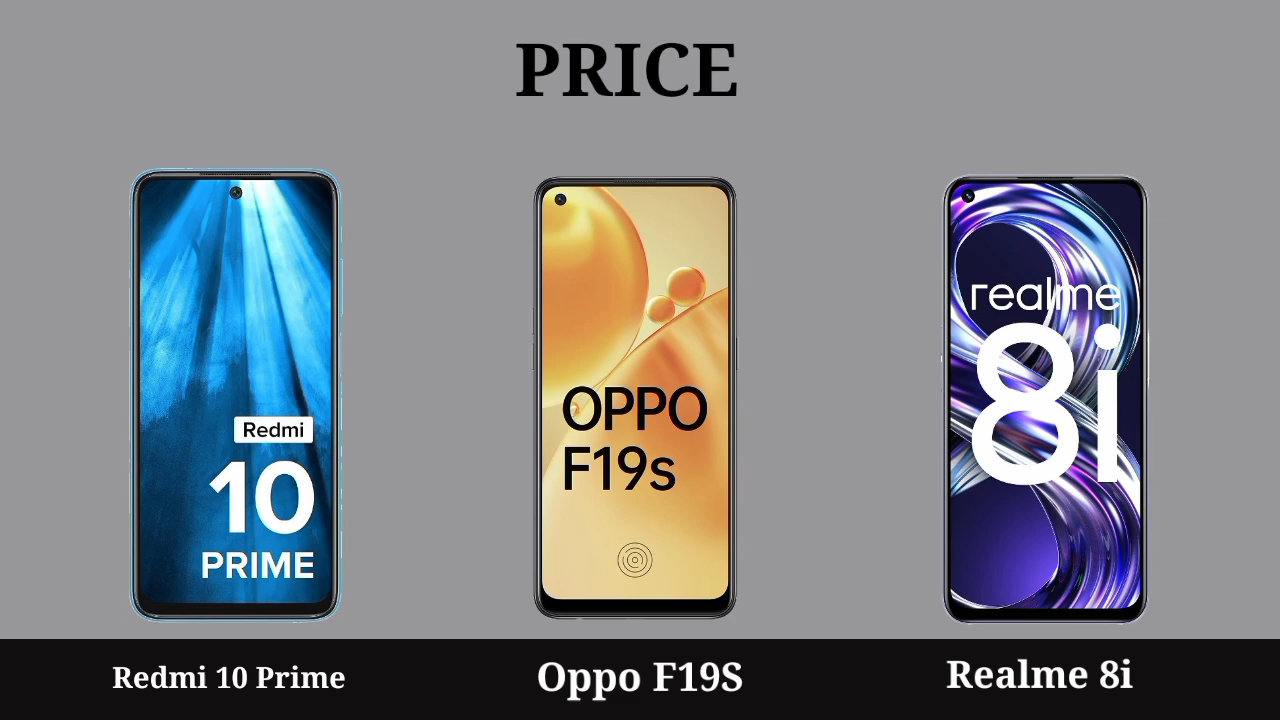 PRICE
Redmi
10
PRIME
OPPO
F19s
realme
8i
Redmi 10 Prime
Oppo F19S
Realme 8i